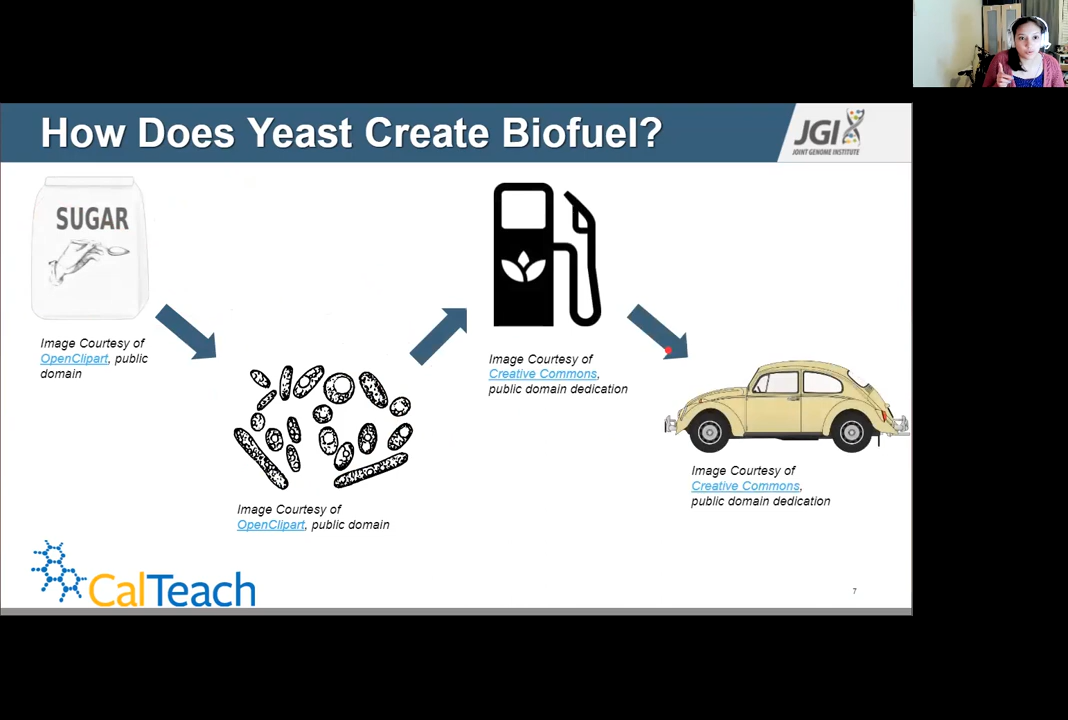 How Does Yeast Create Biofuel?
JGI
JOINT GENOME INSTITUTE
SUGAR
Image Courtesy of
OpenClipart, public
domain
Image Courtesy of
OpenClipart, public domain
Image Courtesy of
Creative Commons,
public domain dedication
Image Courtesy of
Creative Commons,
public domain dedication
CalTeach
7